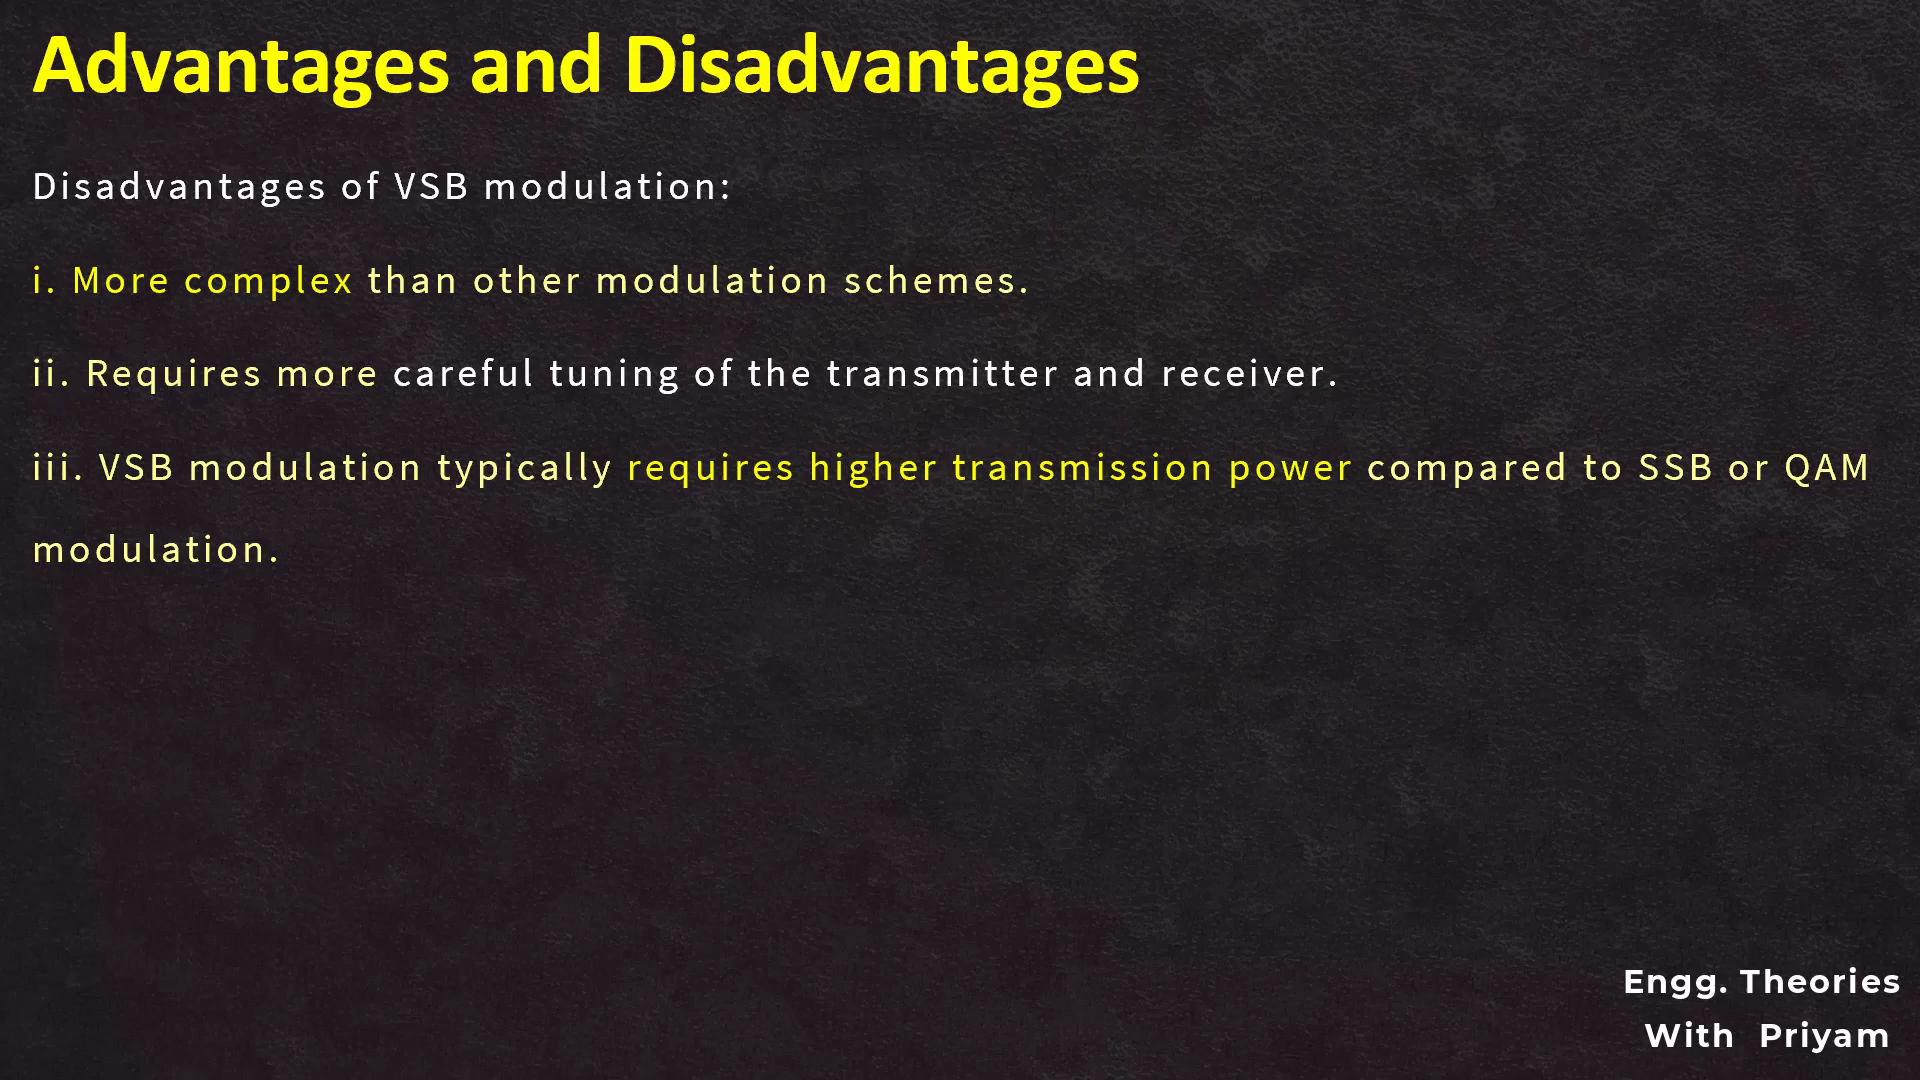 Advantages and Disadvantages
Disadvantages of VSB modulation:
i. More complex than other modulation schemes.
ii. Requires more careful tuning of the transmitter and receiver.
iii. VSB modulation typically requires higher transmission power compared to SSB or QAM
modulation.
Engg. Theories
With Priyam